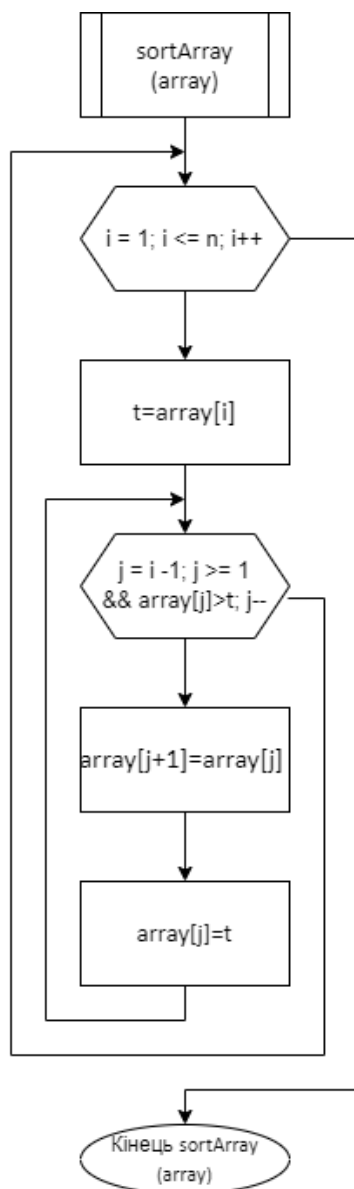 sortArray
(array)
i = 1; i <= n; i++
t=array[i]
j = i -1; j >= 1
&& array[j]>t; j--
array[j+1]=array[j]
array[j]=t
Кінець sortArray
(array)